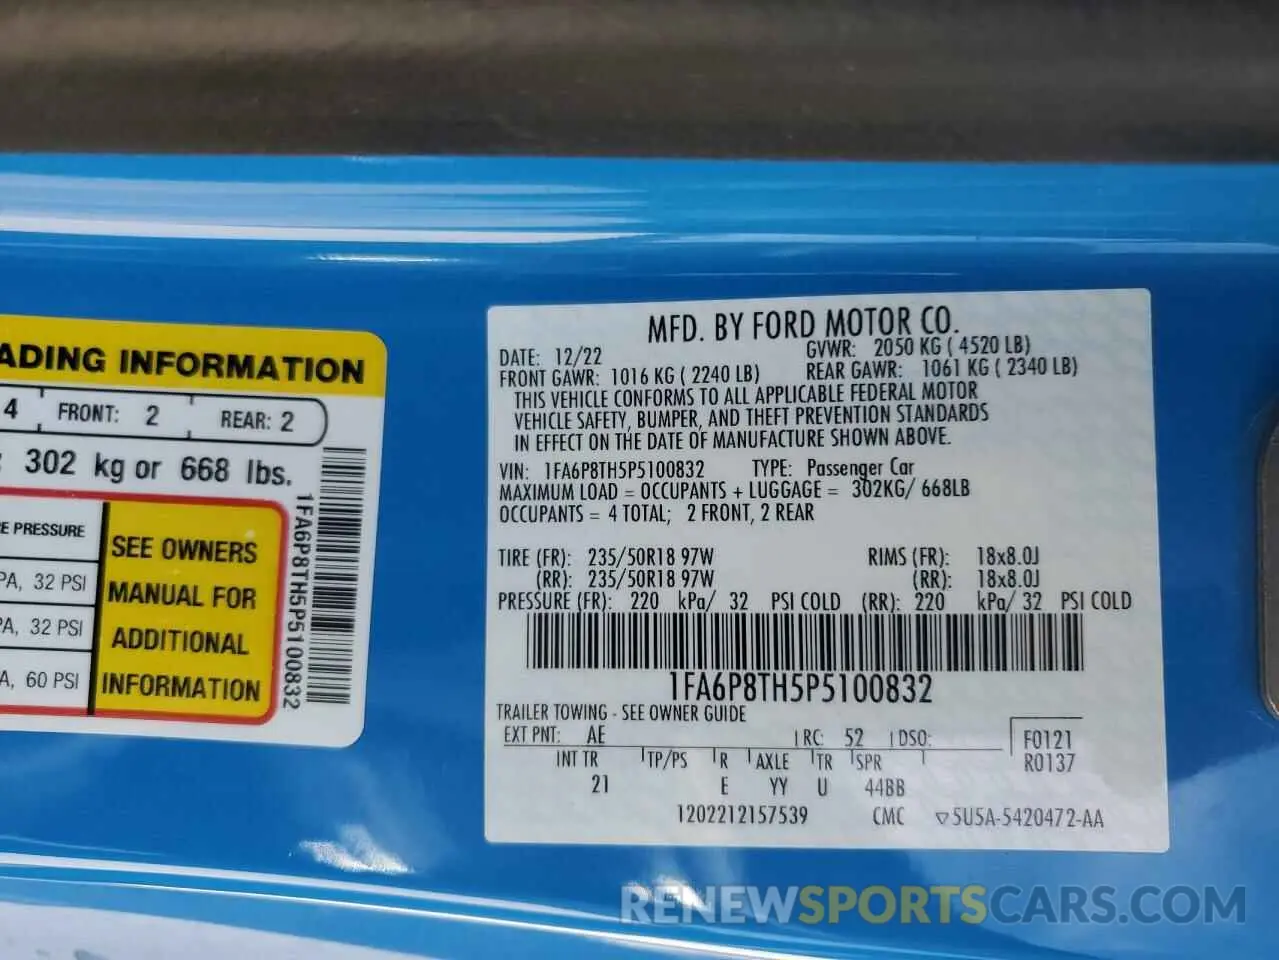 ADING INFORMATION
4 FRONT: 2 REAR: 2
: 302 kg or 668 lbs.
E PRESSURE
PA, 32 PSI
PA, 32 PSI
A, 60 PSI
SEE OWNERS
MANUAL FOR
ADDITIONAL
INFORMATION
1FA6P8TH5P5100832
MFD. BY FORD MOTOR CO.
DATE: 12/22 GVWR: 2050 KG ( 4520 LB)
FRONT GAWR: 1016 KG ( 2240 LB) REAR GAWR: 1061 KG ( 2340 LB)
THIS VEHICLE CONFORMS TO ALL APPLICABLE FEDERAL MOTOR
VEHICLE SAFETY, BUMPER, AND THEFT PREVENTION STANDARDS
IN EFFECT ON THE DATE OF MANUFACTURE SHOWN ABOVE.
VIN: 1FA6P8TH5P5100832 TYPE: Passenger Car
MAXIMUM LOAD = OCCUPANTS + LUGGAGE = 302KG/ 668LB
OCCUPANTS = 4 TOTAL; 2 FRONT, 2 REAR
TIRE (FR): 235/50R18 97W RIMS (FR): 18x8.0J
(RR): 235/50R18 97W (RR): 18x8.0J
PRESSURE (FR): 220 kPa/ 32 PSI COLD (RR): 220 kPa/ 32 PSI COLD
1FA6P8TH5P5100832
TRAILER TOWING - SEE OWNER GUIDE
EXT PNT: AE RC: 52 DSO: F0121
INT TR TP/PS R AXLE TR SPR R0137
21 E YY U 44BB
1202212157539 CMC ▽5U5A-5420472-AA
RENEWSPORTSCARS.COM